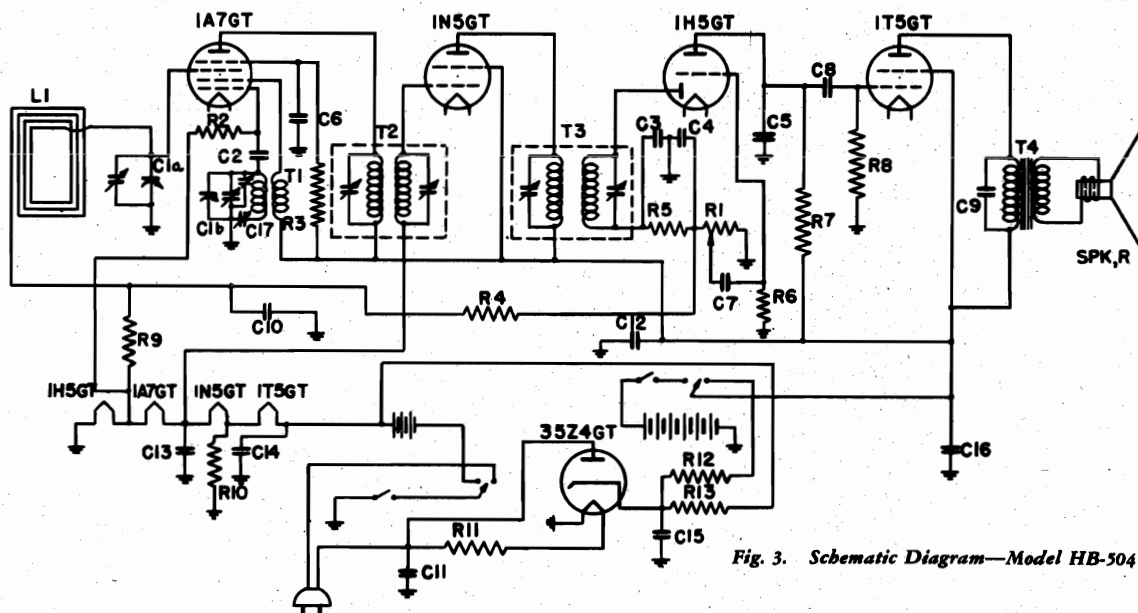 1A7GT
1N5GT
1H5GT
1T5GT
L1
R2
C1a
C2
C6
T1
T2
C1b
C17
R3
T3
C3
C4
C5
C8
R8
R7
T4
C9
SPK,R
R5
R1
C7
R6
R4
C10
C12
R9
1H5GT
1A7GT
1N5GT
1T5GT
C13
R10
C14
35Z4GT
R12
R13
C15
C16
R11
C11
Fig. 3. Schematic Diagram—Model HB-504